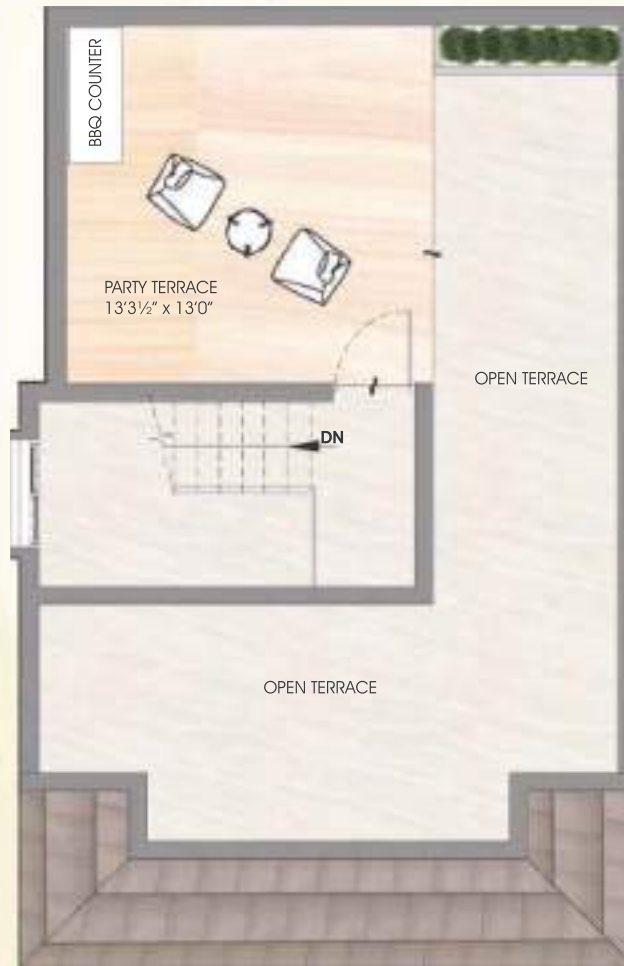 BBQ COUNTER
PARTY TERRACE
13'3½" x 13'0"
OPEN TERRACE
DN
OPEN TERRACE